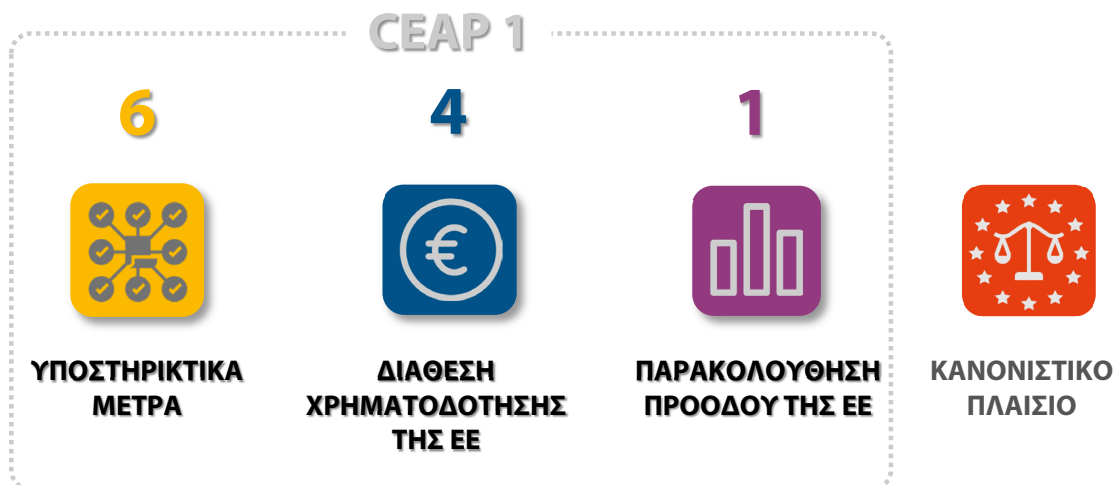 CEAP 1
6
4
1
ΥΠΟΣΤΗΡΙΚΤΙΚΑ
ΜΕΤΡΑ
ΔΙΑΘΕΣΗ
ΧΡΗΜΑΤΟΔΟΤΗΣΗΣ
ΤΗΣ ΕΕ
ΠΑΡΑΚΟΛΟΥΘΗΣΗ
ΠΡΟΟΔΟΥ ΤΗΣ ΕΕ
ΚΑΝΟΝΙΣΤΙΚΟ
ΠΛΑΙΣΙΟ